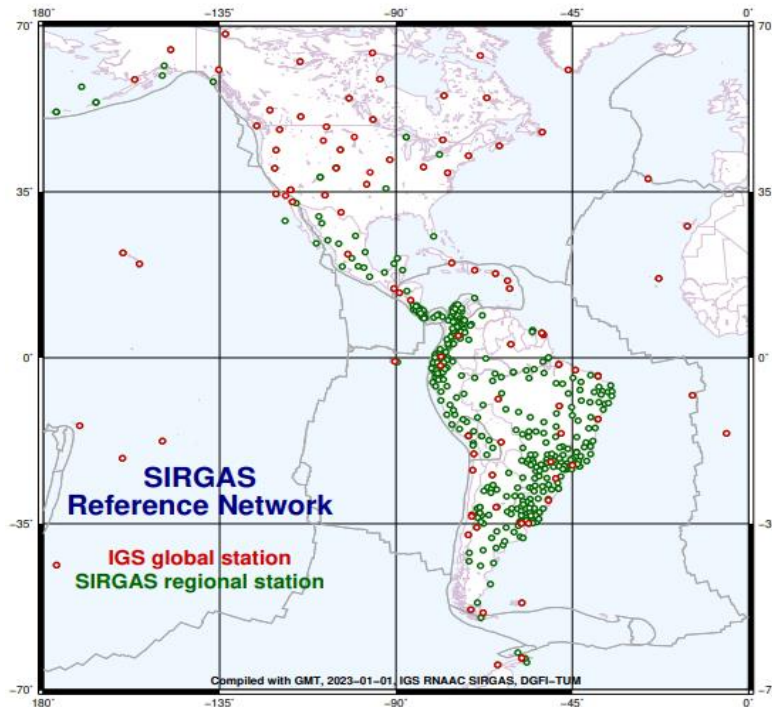 180˚ −135˚ −90˚ −45˚ 0˚
70˚ 70˚
35˚ 35˚
0˚ 0˚
SIRGAS
Reference Network
−35˚ −35˚
IGS global station
SIRGAS regional station
Compiled with GMT, 2023−01−01, IGS RNAAC SIRGAS, DGFI−TUM
−70˚
180˚ −135˚ −90˚ −45˚ 0˚